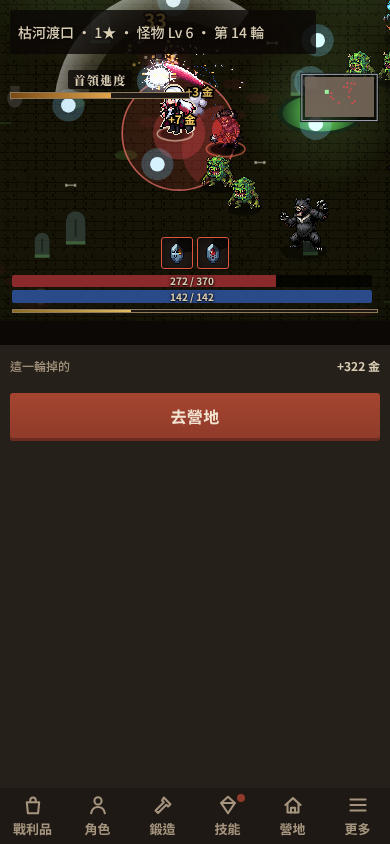 33
枯河渡口 • 1★ • 怪物 Lv 6 • 第 14 輪
首領進度
+3 金
+7 金
272 / 370
142 / 142
這一輪掉的
+322 金
去營地
戰利品
角色
鍛造
技能
營地
更多